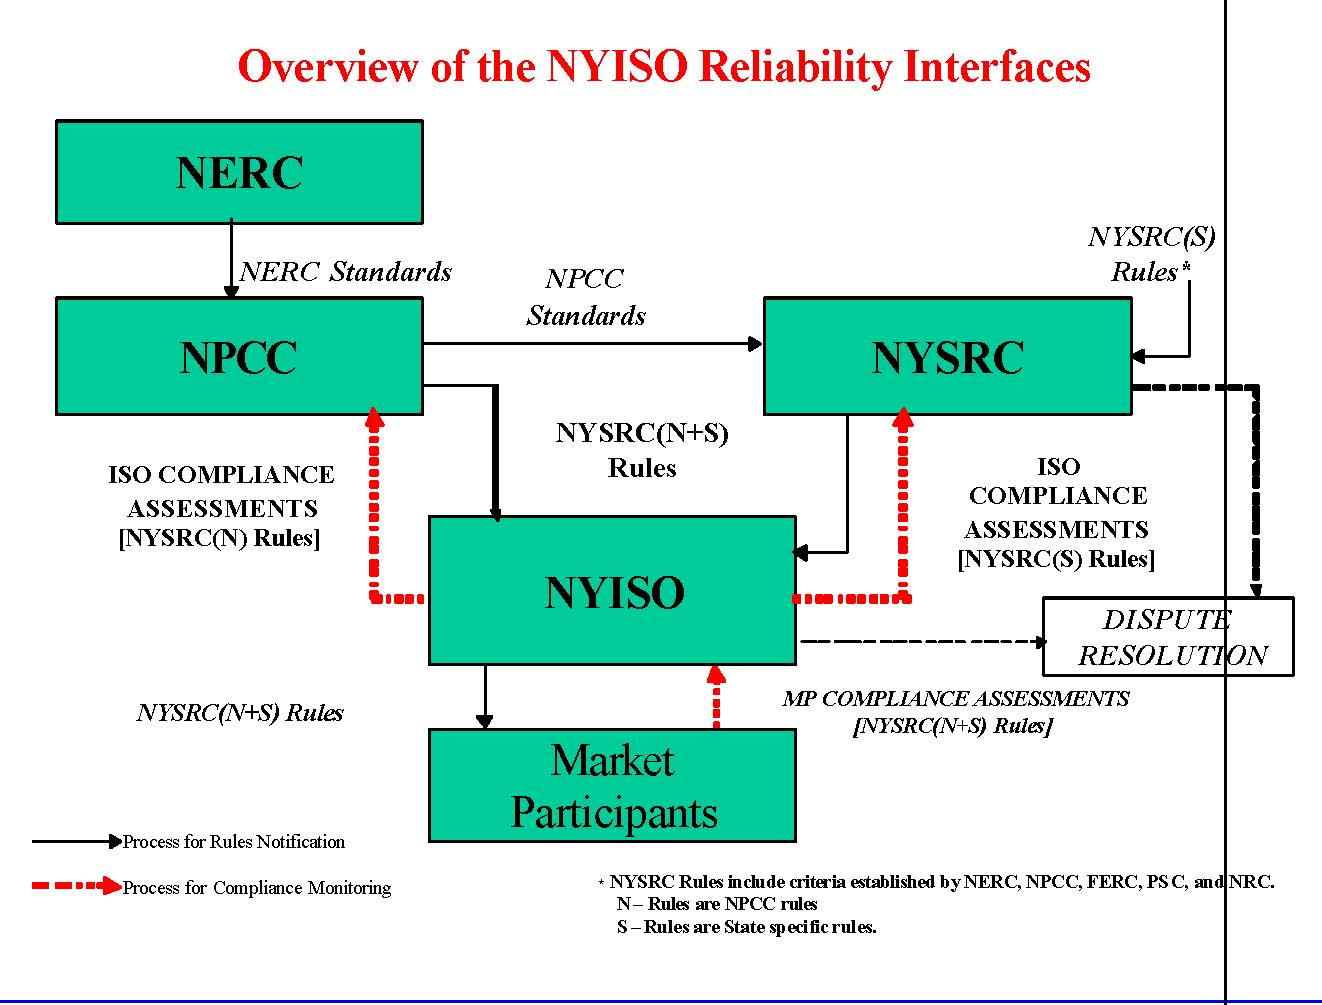 Overview of the NYISO Reliability Interfaces
NERC
NERC Standards
NPCC
Standards
NYSRC(S)
Rules*
NPCC
NYSRC
NYSRC(N+S)
Rules
ISO COMPLIANCE
ASSESSMENTS
[NYSRC(N) Rules]
ISO
COMPLIANCE
ASSESSMENTS
[NYSRC(S) Rules]
NYISO
DISPUTE
RESOLUTION
NYSRC(N+S) Rules
MP COMPLIANCE ASSESSMENTS
[NYSRC(N+S) Rules]
Market
Participants
Process for Rules Notification
Process for Compliance Monitoring
* NYSRC Rules include criteria established by NERC, NPCC, FERC, PSC, and NRC.
N – Rules are NPCC rules
S – Rules are State specific rules.